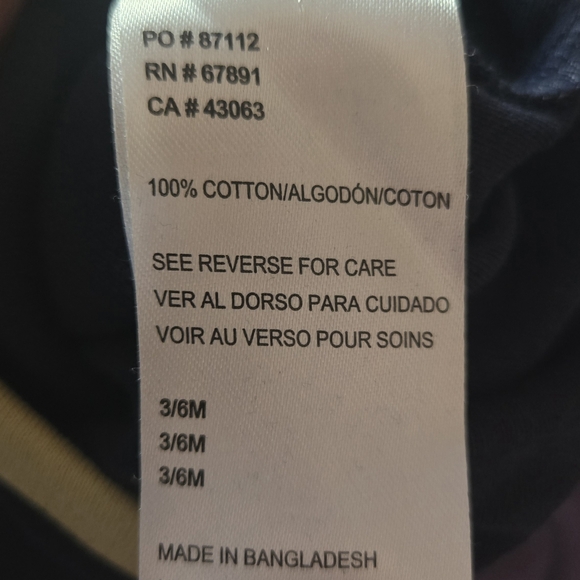 PO # 87112
RN # 67891
CA # 43063
100% COTTON/ALGODÓN/COTON
SEE REVERSE FOR CARE
VER AL DORSO PARA CUIDADO
VOIR AU VERSO POUR SOINS
3/6M
3/6M
3/6M
MADE IN BANGLADESH